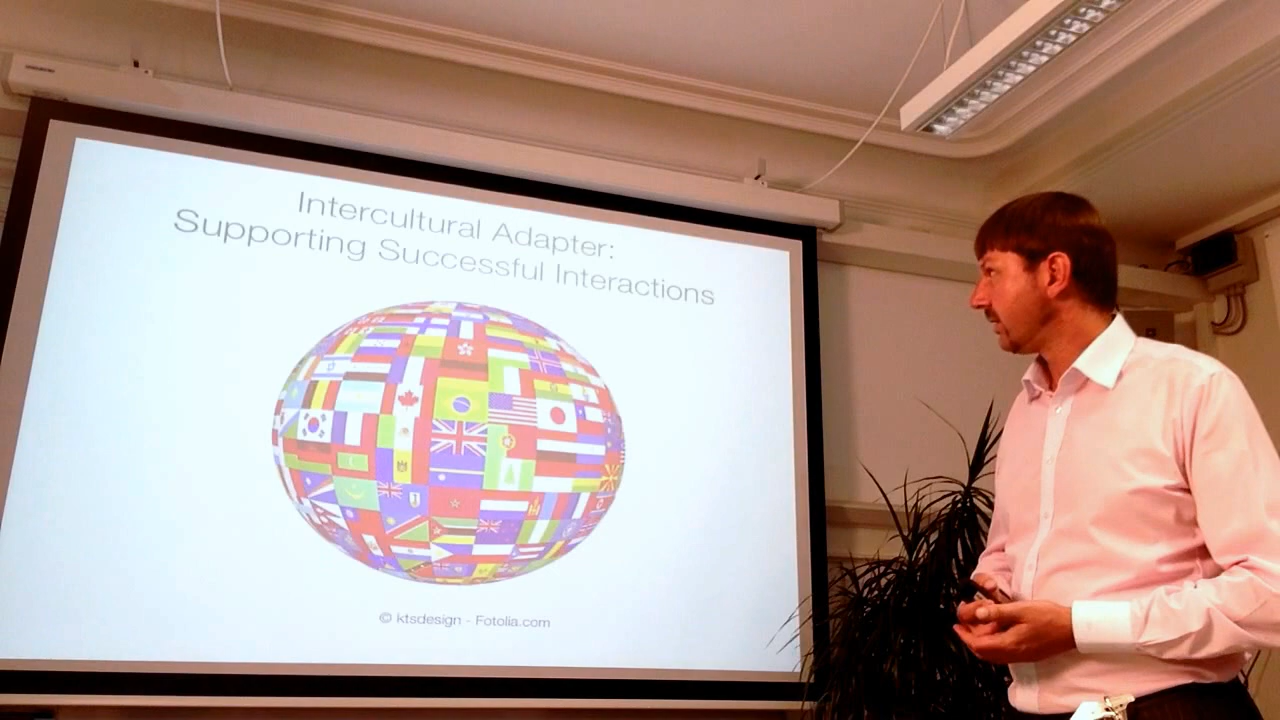 Intercultural Adapter:
Supporting Successful Interactions
© ktsdesign - Fotolia.com